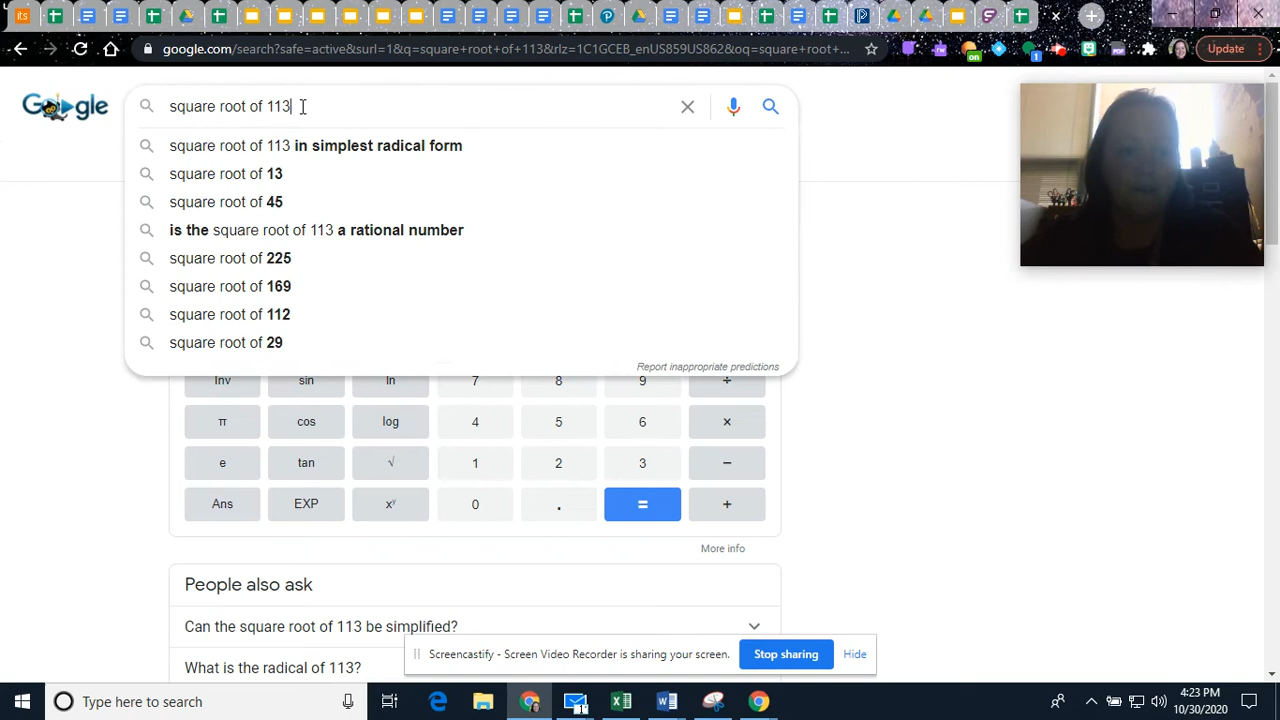 its
google.com/search?safe=active&surl=1&q=square+root+of+113&rlz=1C1GCEB_enUS859US862&oq=square+root+...
on
1
PDF
Update
Google
square root of 113
square root of 113 in simplest radical form
square root of 13
square root of 45
is the square root of 113 a rational number
square root of 225
square root of 169
square root of 112
square root of 29
Report inappropriate predictions
Inv sin ln 7 8 9 ÷
π cos log 4 5 6 ×
e tan √ 1 2 3 −
Ans EXP xʸ 0 . = +
More info
People also ask
Can the square root of 113 be simplified?
What is the radical of 113?
Screencastify - Screen Video Recorder is sharing your screen.
Stop sharing
Hide
Type here to search
4:23 PM
10/30/2020